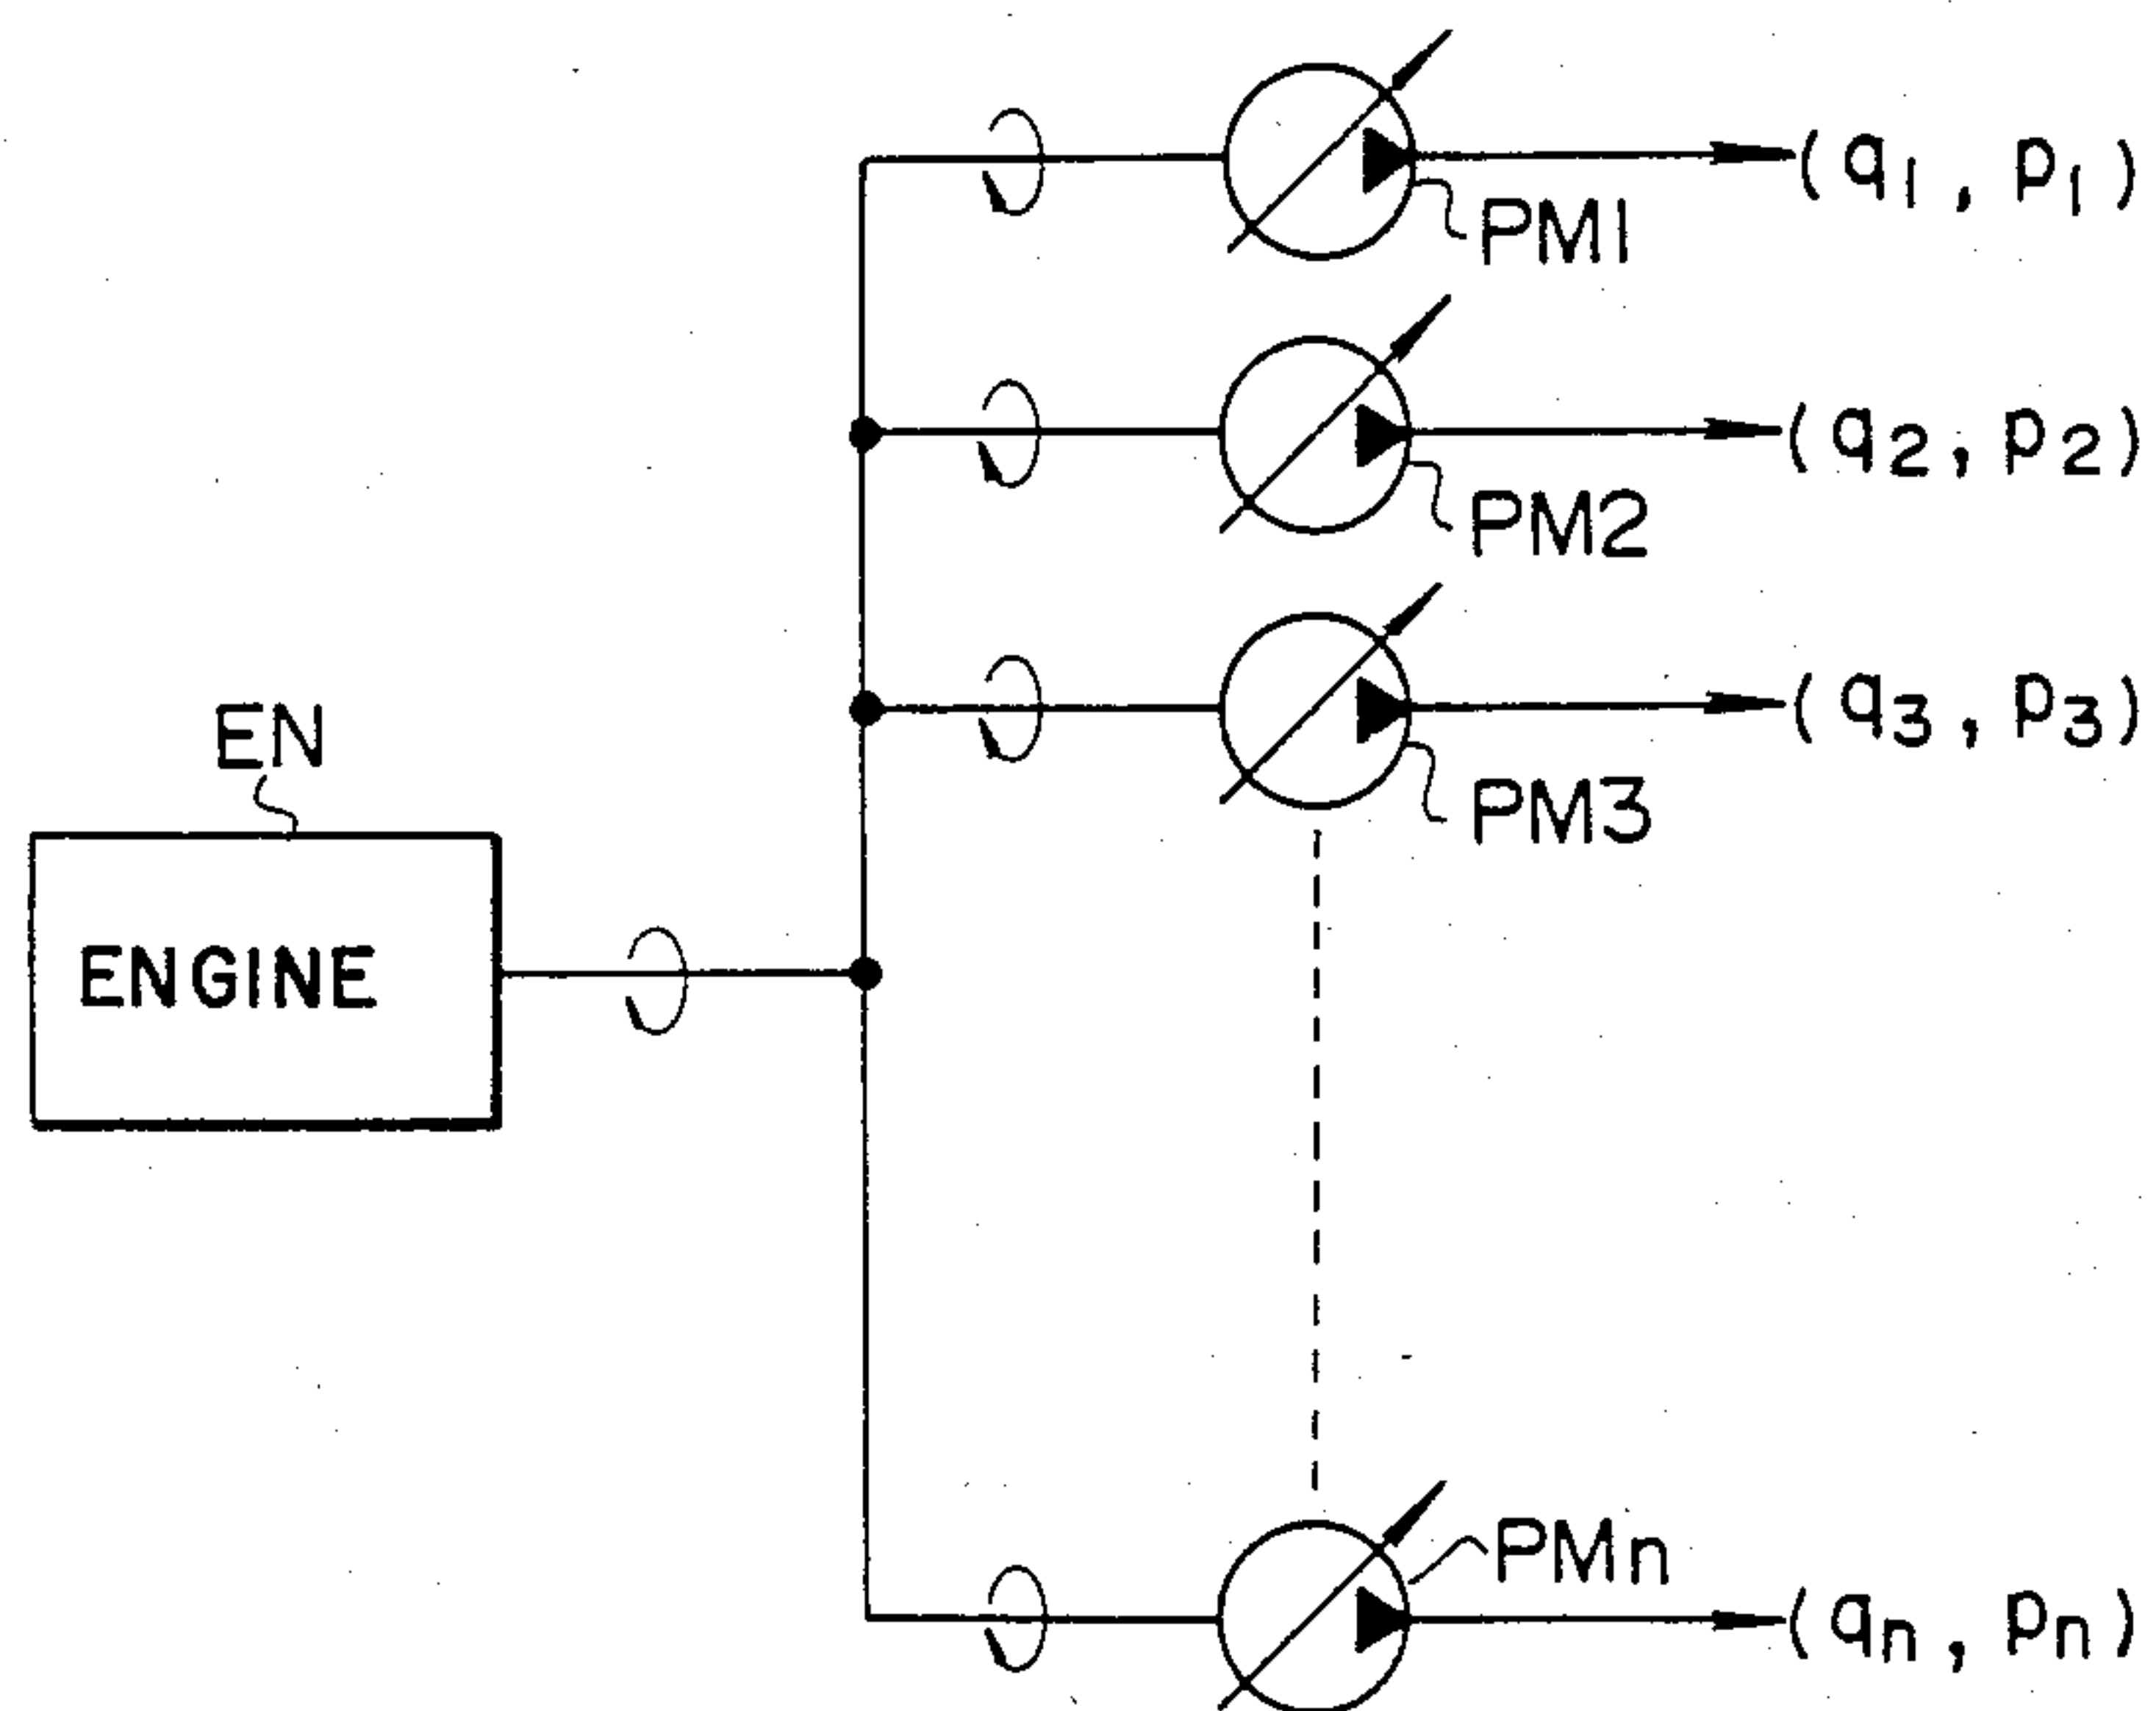 (q1, p1)
PM1
(q2, p2)
PM2
(q3, p3)
PM3
EN
ENGINE
PMn
(qn, pn)